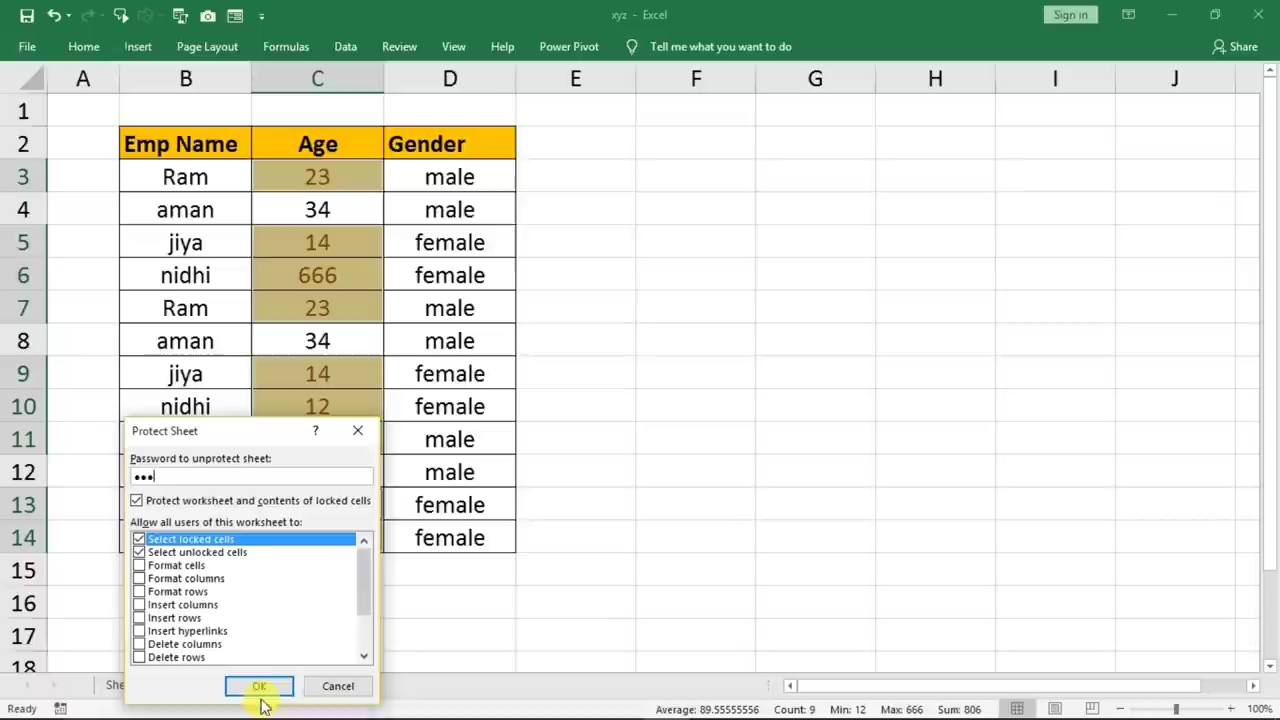 xyz - Excel
Sign in
File Home Insert Page Layout Formulas Data Review View Help Power Pivot Tell me what you want to do Share
A B C D E F G H I J
1
2 Emp Name Age Gender
3 Ram 23 male
4 aman 34 male
5 jiya 14 female
6 nidhi 666 female
7 Ram 23 male
8 aman 34 male
9 jiya 14 female
10 nidhi 12 female
11 male
12 male
13 female
14 female
15
16
17
18
Protect Sheet ?
Password to unprotect sheet:
•••
Protect worksheet and contents of locked cells
Allow all users of this worksheet to:
Select locked cells
Select unlocked cells
Format cells
Format columns
Format rows
Insert columns
Insert rows
Insert hyperlinks
Delete columns
Delete rows
OK Cancel
She
Ready Average: 89.55555556 Count: 9 Min: 12 Max: 666 Sum: 806 100%